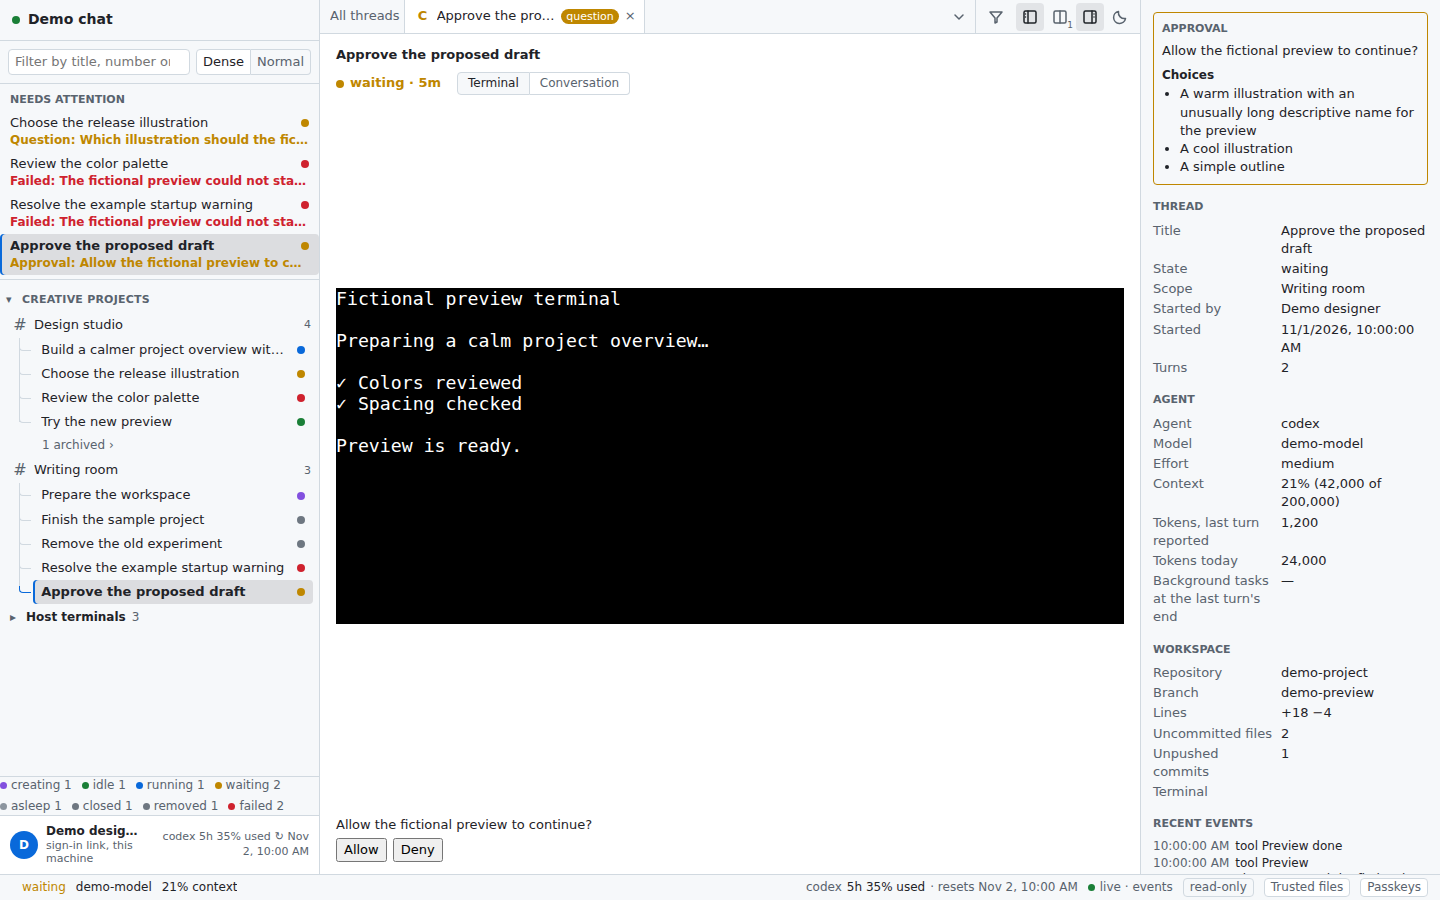 Demo chat
Filter by title, number or
Dense
Normal
NEEDS ATTENTION
Choose the release illustration
Question: Which illustration should the fic…
Review the color palette
Failed: The fictional preview could not sta…
Resolve the example startup warning
Failed: The fictional preview could not sta…
Approve the proposed draft
Approval: Allow the fictional preview to c…
▾ CREATIVE PROJECTS
# Design studio 4
Build a calmer project overview wit…
Choose the release illustration
Review the color palette
Try the new preview
1 archived ›
# Writing room 3
Prepare the workspace
Finish the sample project
Remove the old experiment
Resolve the example startup warning
Approve the proposed draft
▸ Host terminals 3
creating 1 idle 1 running 1 waiting 2
asleep 1 closed 1 removed 1 failed 2
D
Demo desig…
sign-in link, this
machine
codex 5h 35% used ↻ Nov
2, 10:00 AM
All threads
C Approve the pro… question ×
1
Approve the proposed draft
waiting · 5m
Terminal
Conversation
Fictional preview terminal
Preparing a calm project overview…
✓ Colors reviewed
✓ Spacing checked
Preview is ready.
Allow the fictional preview to continue?
Allow
Deny
APPROVAL
Allow the fictional preview to continue?
Choices
• A warm illustration with an
unusually long descriptive name for
the preview
• A cool illustration
• A simple outline
THREAD
Title Approve the proposed
draft
State waiting
Scope Writing room
Started by Demo designer
Started 11/1/2026, 10:00:00
AM
Turns 2
AGENT
Agent codex
Model demo-model
Effort medium
Context 21% (42,000 of
200,000)
Tokens, last turn 1,200
reported
Tokens today 24,000
Background tasks —
at the last turn's
end
WORKSPACE
Repository demo-project
Branch demo-preview
Lines +18 −4
Uncommitted files 2
Unpushed 1
commits
Terminal
RECENT EVENTS
10:00:00 AM tool Preview done
10:00:00 AM tool Preview
waiting demo-model 21% context
codex 5h 35% used · resets Nov 2, 10:00 AM
live · events
read-only
Trusted files
Passkeys